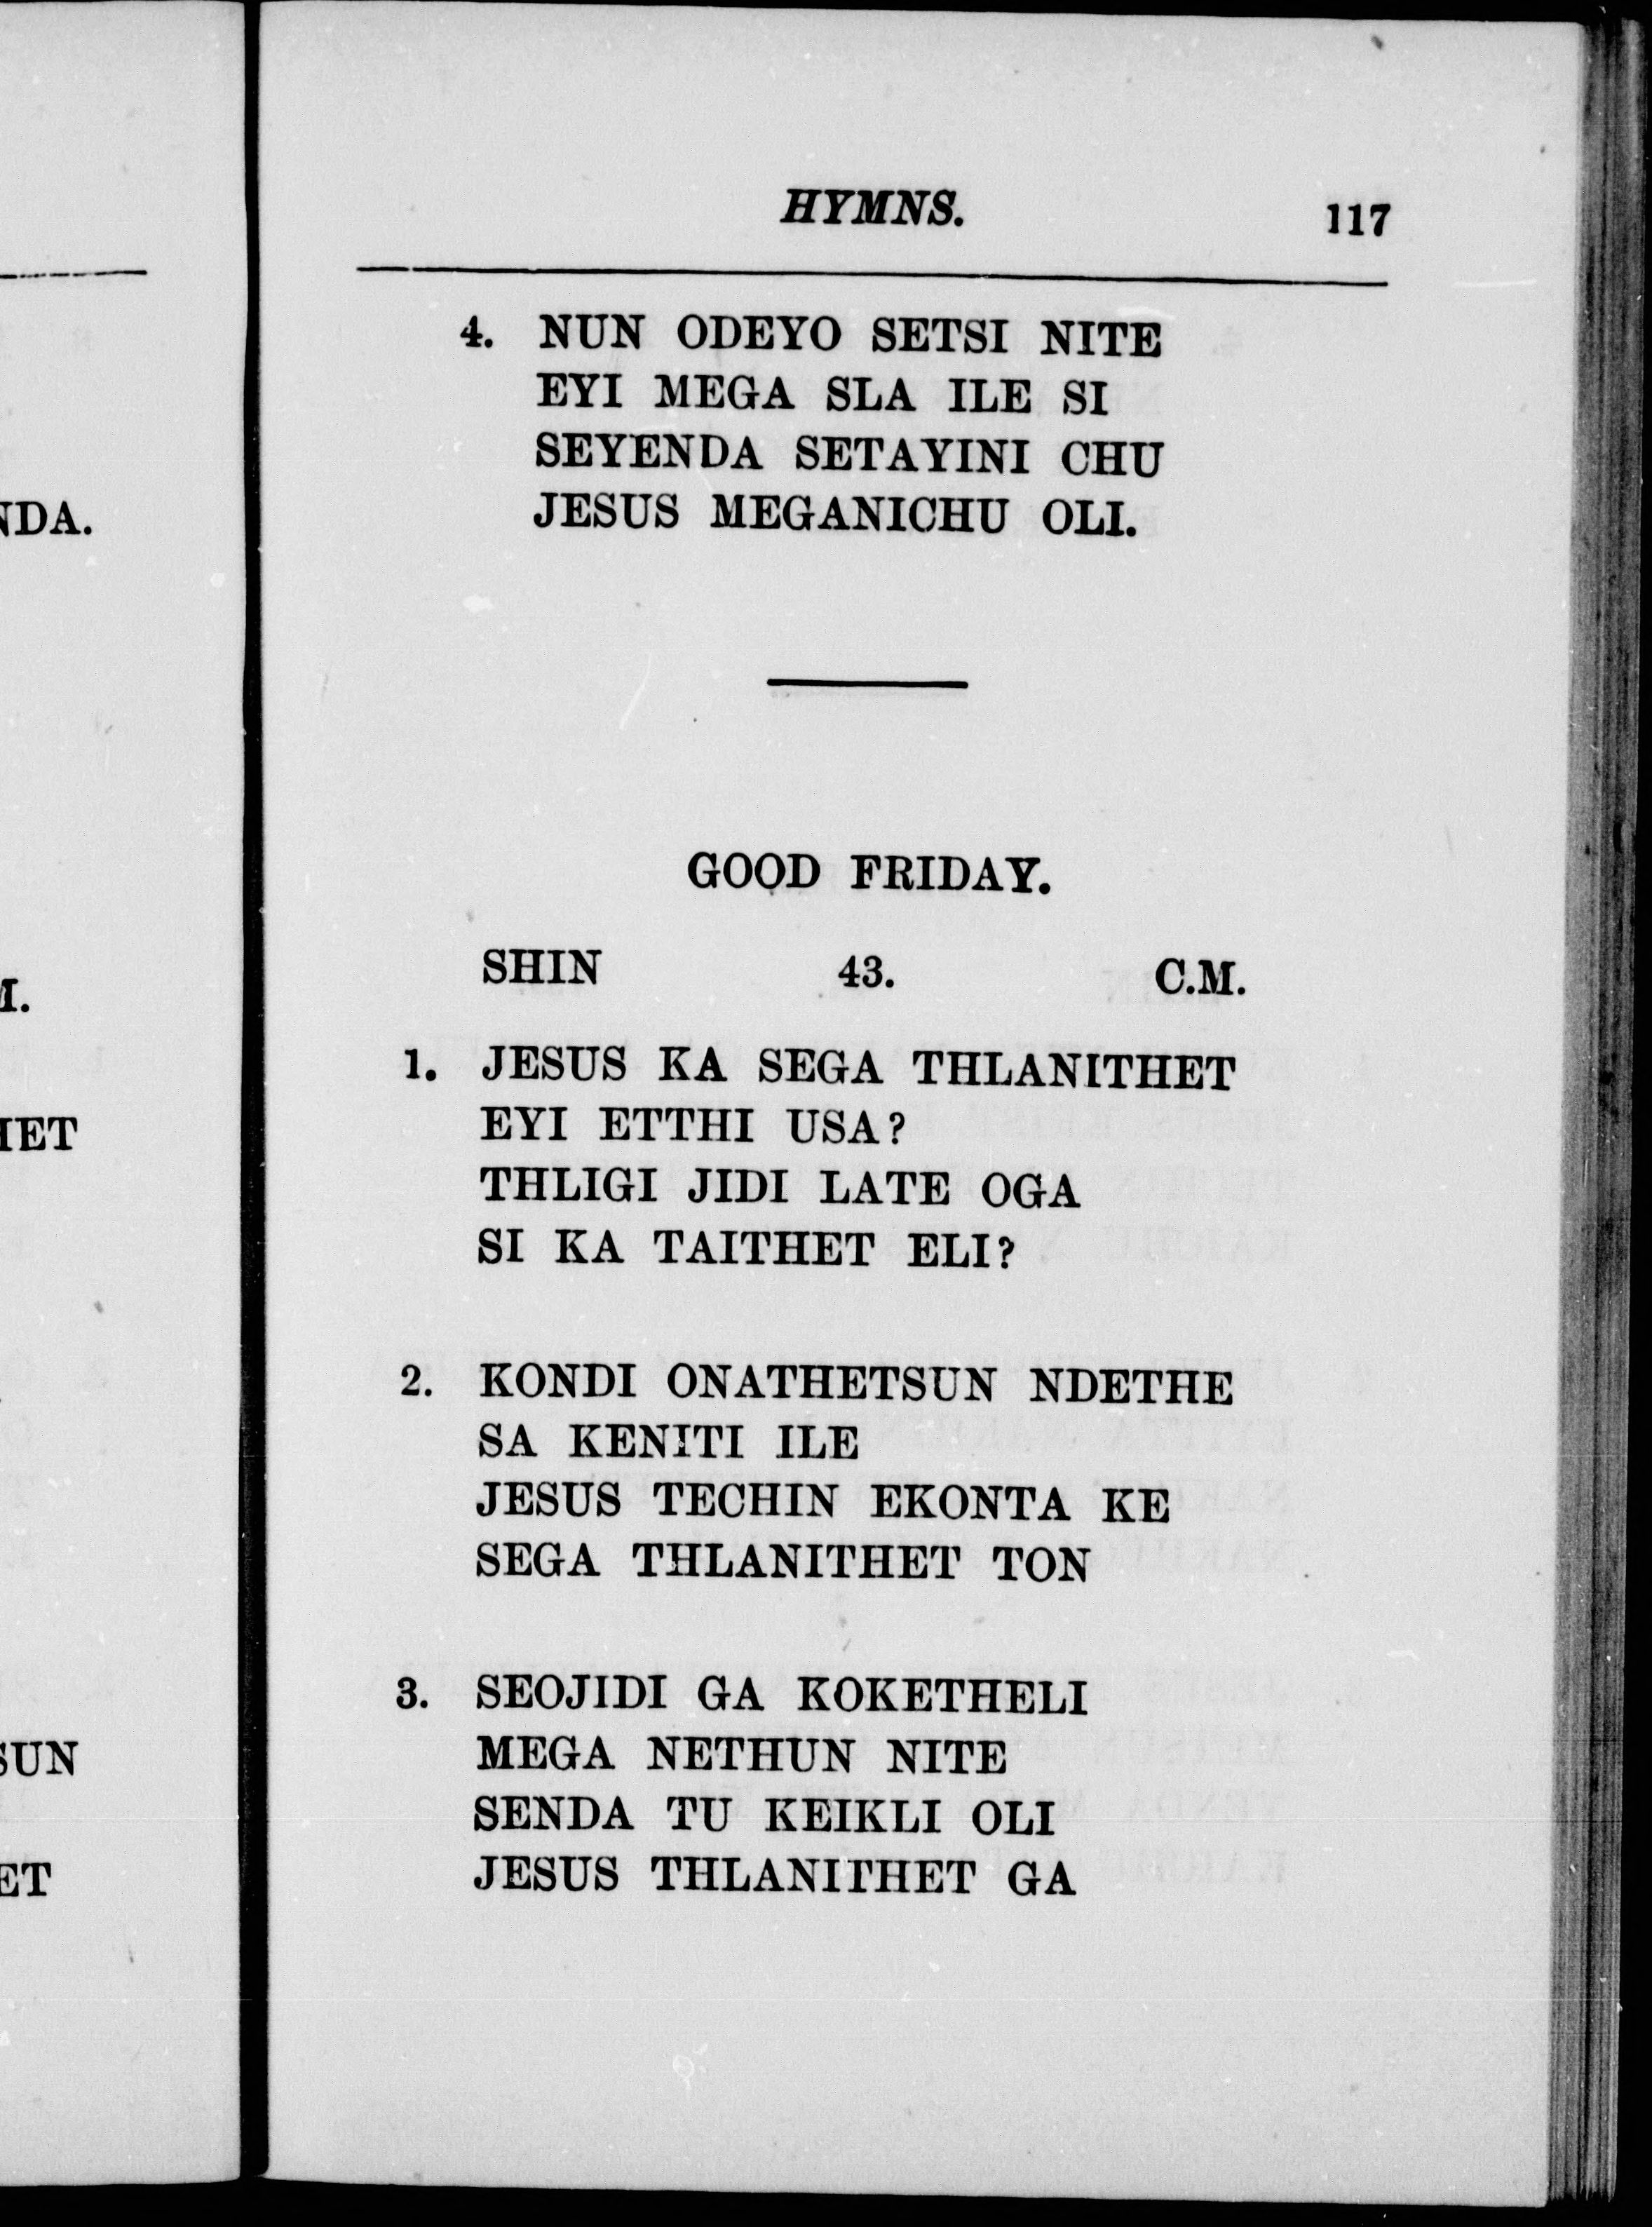 HYMNS. 117
4. NUN ODEYO SETSI NITE
EYI MEGA SLA ILE SI
SEYENDA SETAYINI CHU
JESUS MEGANICHU OLI.
GOOD FRIDAY.
SHIN 43. C.M.
1. JESUS KA SEGA THLANITHET
EYI ETTHI USA?
THLIGI JIDI LATE OGA
SI KA TAITHET ELI?
2. KONDI ONATHETSUN NDETHE
SA KENITI ILE
JESUS TECHIN EKONTA KE
SEGA THLANITHET TON
3. SEOJIDI GA KOKETHELI
MEGA NETHUN NITE
SENDA TU KEIKLI OLI
JESUS THLANITHET GA